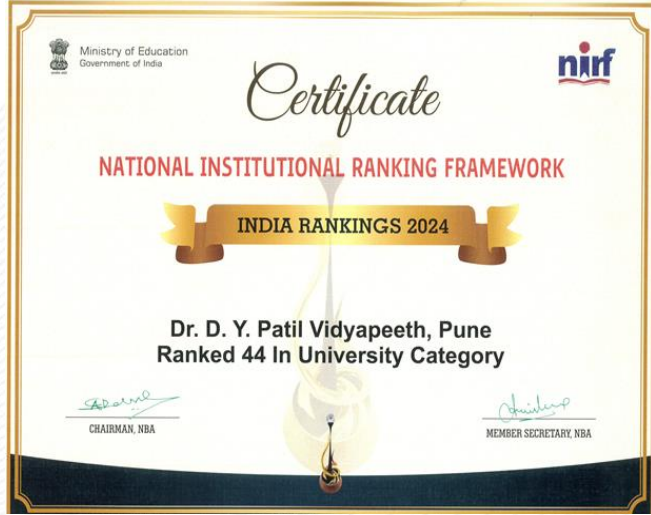 Ministry of Education
Government of India
nirf
Certificate
NATIONAL INSTITUTIONAL RANKING FRAMEWORK
INDIA RANKINGS 2024
Dr. D. Y. Patil Vidyapeeth, Pune
Ranked 44 In University Category
CHAIRMAN, NBA
MEMBER SECRETARY, NBA